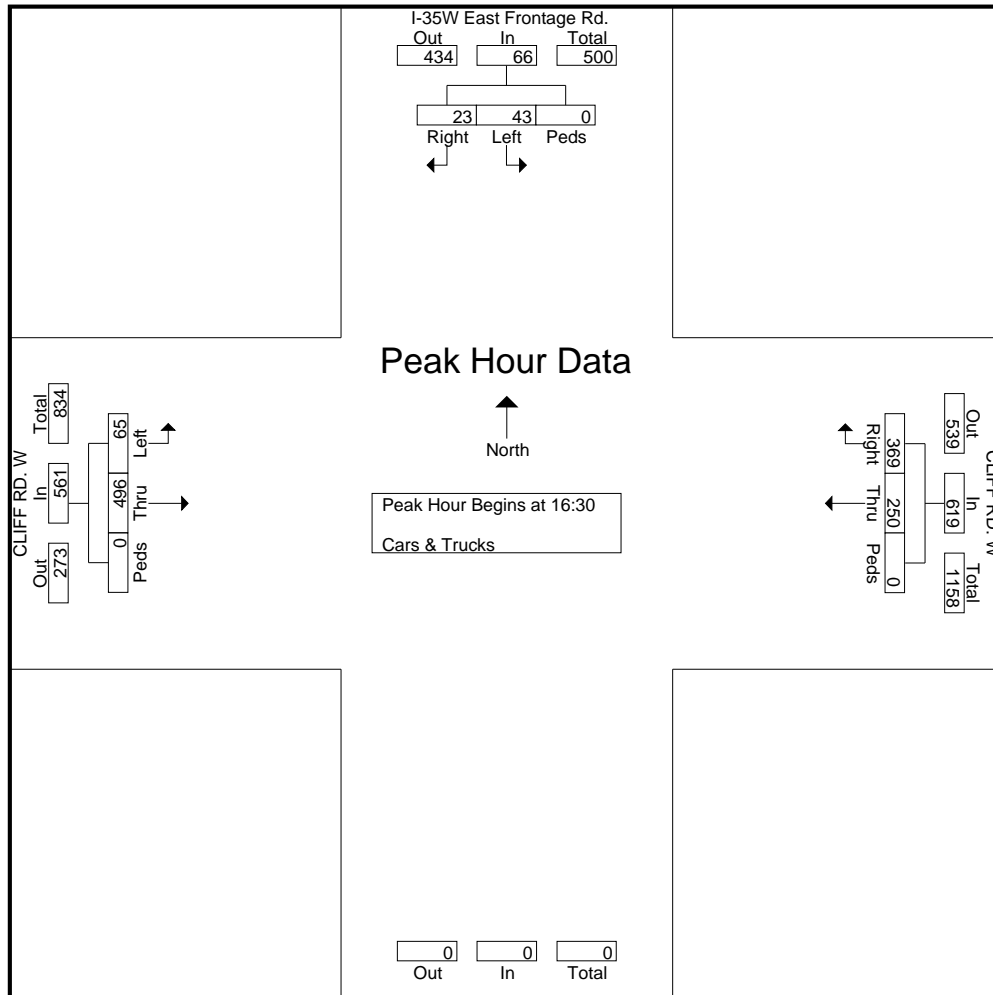 I-35W East Frontage Rd.
Out In Total
434 66 500
23 43 0
Right Left Peds
Peak Hour Data
North
Peak Hour Begins at 16:30
Cars & Trucks
CLIFF RD. W
Total In Out
834 561 273
65 496 0
Left Thru Peds
CLIFF RD. W
Out In Total
539 619 1158
369 250 0
Right Thru Peds
0 0 0
Out In Total